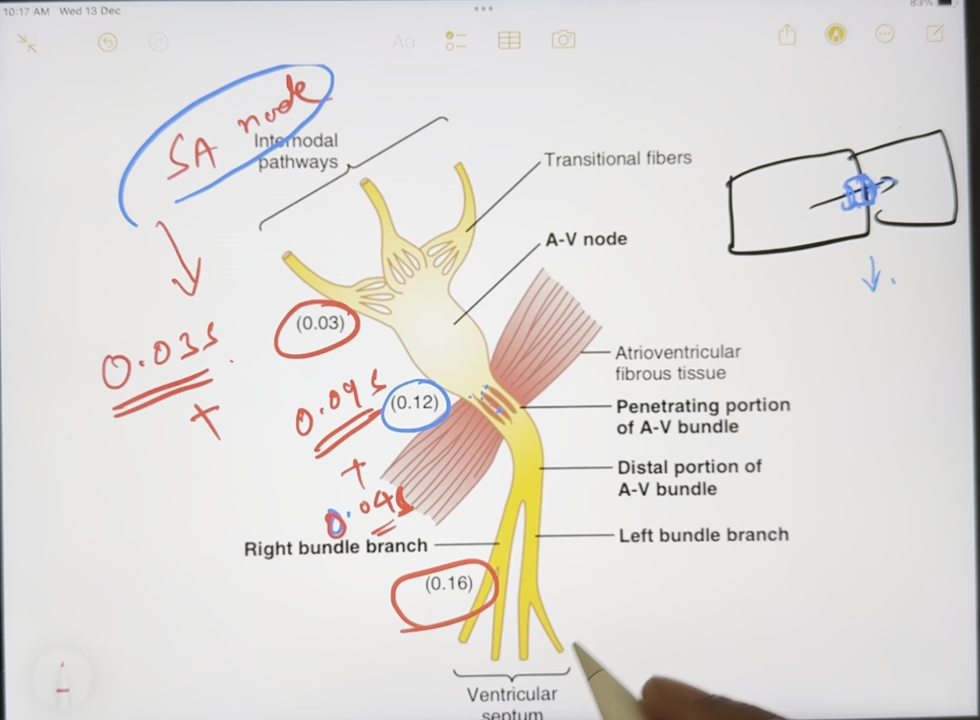 10:17 AM Wed 13 Dec
83%
Aa
SA node
Internodal
pathways
Transitional fibers
A-V node
(0.03)
0.03s
+
Atrioventricular
fibrous tissue
0.09s
(0.12)
Penetrating portion
of A-V bundle
+
0.04s
Distal portion of
A-V bundle
Right bundle branch
Left bundle branch
(0.16)
Ventricular
septum